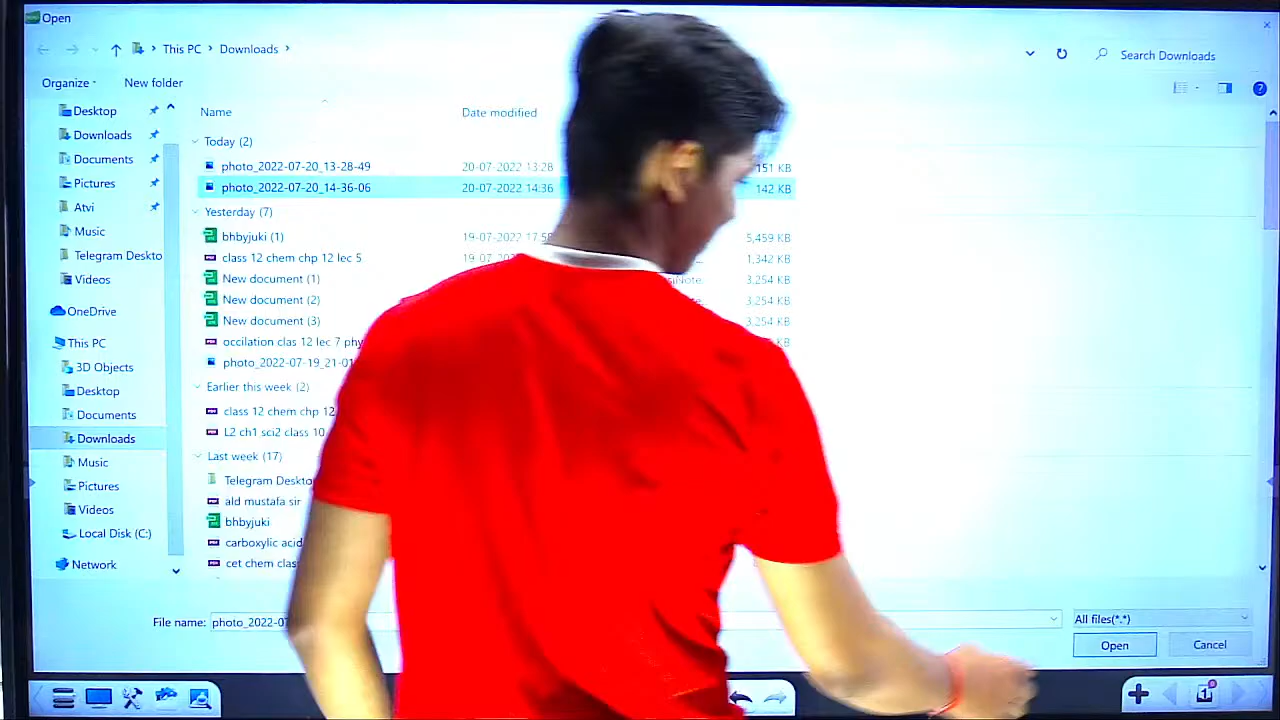 Open
This PC > Downloads >
Search Downloads
Organize
New folder
Name
Date modified
Desktop
Downloads
Documents
Pictures
Atvi
Music
Telegram Deskto
Videos
OneDrive
This PC
3D Objects
Desktop
Documents
Downloads
Music
Pictures
Videos
Local Disk (C:)
Network
Today (2)
photo_2022-07-20_13-28-49 20-07-2022 13:28 151 KB
photo_2022-07-20_14-36-06 20-07-2022 14:36 142 KB
Yesterday (7)
bhbyjuki (1) 19-07-2022 5,459 KB
class 12 chem chp 12 lec 5 1,342 KB
New document (1) 3,254 KB
New document (2) 3,254 KB
New document (3) 3,254 KB
occilation clas 12 lec 7 phy KB
photo_2022-07-19_21-01
Earlier this week (2)
class 12 chem chp 12
L2 ch1 sci2 class 10
Last week (17)
Telegram Deskto
ald mustafa sir
bhbyjuki
carboxylic acid
cet chem clas
File name: photo_2022-07
All files(*.*)
Open
Cancel
1